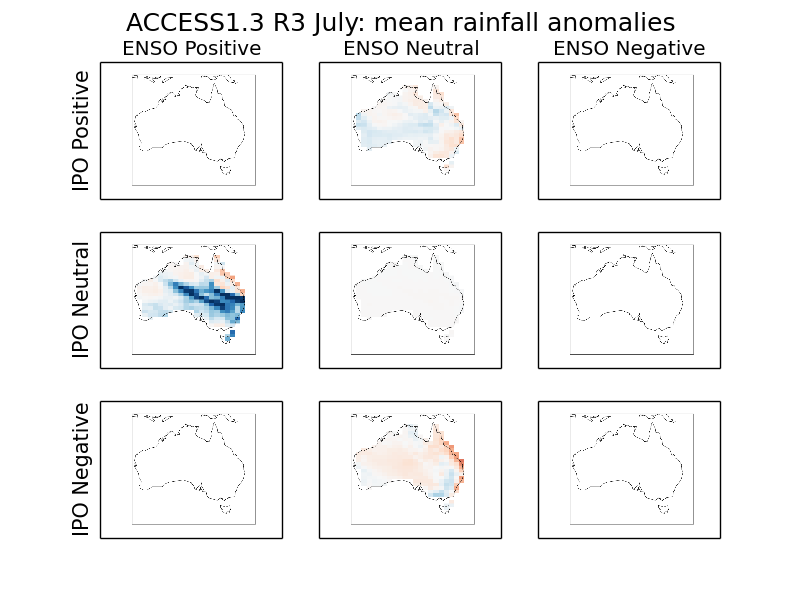 ACCESS1.3 R3 July: mean rainfall anomalies
ENSO Positive ENSO Neutral ENSO Negative
IPO Positive
IPO Neutral
IPO Negative